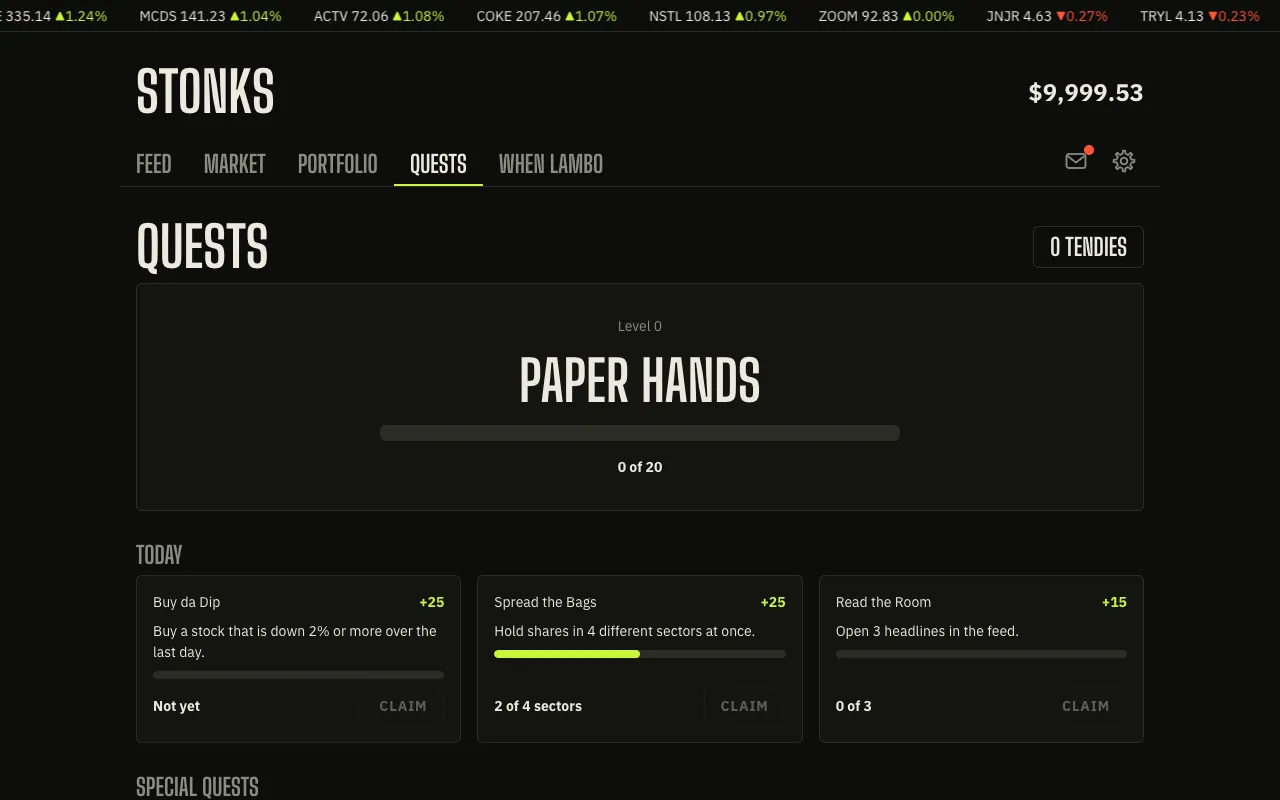 335.14 ▲1.24% MCDS 141.23 ▲1.04% ACTV 72.06 ▲1.08% COKE 207.46 ▲1.07% NSTL 108.13 ▲0.97% ZOOM 92.83 ▲0.00% JNJR 4.63 ▼0.27% TRYL 4.13 ▼0.23%
STONKS
$9,999.53
FEED MARKET PORTFOLIO QUESTS WHEN LAMBO
QUESTS
0 TENDIES
Level 0
PAPER HANDS
0 of 20
TODAY
Buy da Dip +25
Buy a stock that is down 2% or more over the
last day.
Not yet CLAIM
Spread the Bags +25
Hold shares in 4 different sectors at once.
2 of 4 sectors CLAIM
Read the Room +15
Open 3 headlines in the feed.
0 of 3 CLAIM
SPECIAL QUESTS